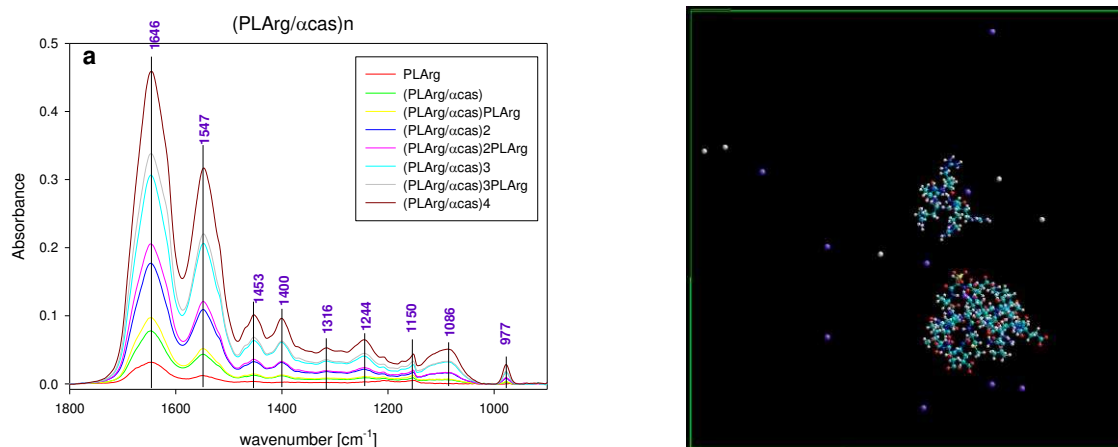 (PLArg/αcas)n
a
Absorbance
0.5
0.4
0.3
0.2
0.1
0.0
1646
1547
1453
1400
1316
1244
1150
1086
977
PLArg
(PLArg/αcas)
(PLArg/αcas)PLArg
(PLArg/αcas)2
(PLArg/αcas)2PLArg
(PLArg/αcas)3
(PLArg/αcas)3PLArg
(PLArg/αcas)4
1800
1600
1400
1200
1000
wavenumber [cm⁻¹]